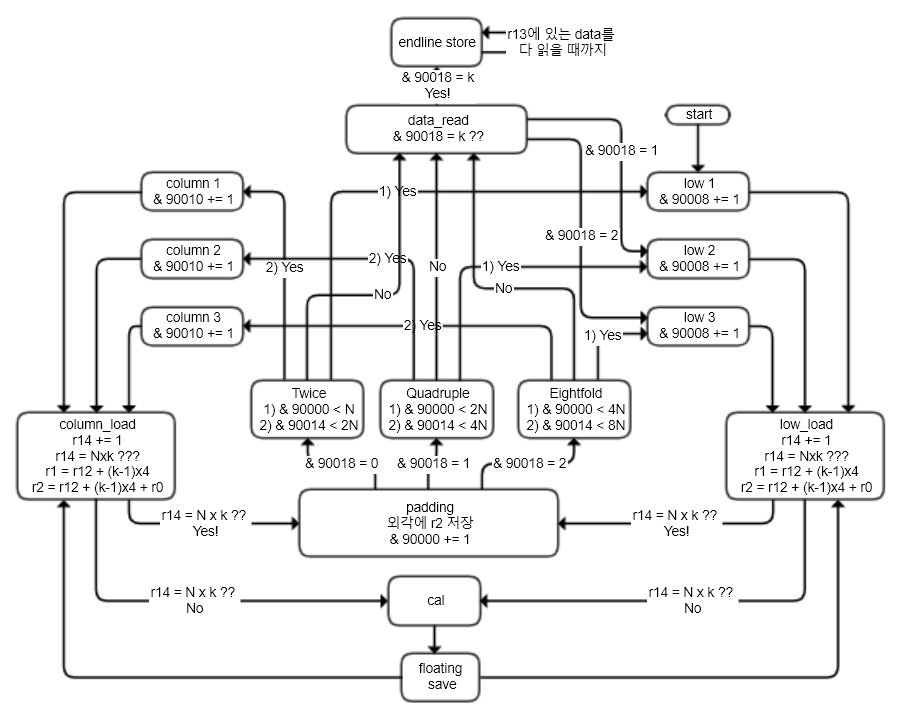 endline store
r13에 있는 data를
다 읽을 때까지
& 90018 = k
Yes!
data_read
& 90018 = k ??
start
& 90018 = 1
column 1
& 90010 += 1
1) Yes
low 1
& 90008 += 1
& 90018 = 2
column 2
& 90010 += 1
2) Yes
2) Yes
No
1) Yes
low 2
& 90008 += 1
No
No
column 3
& 90010 += 1
2) Yes
1) Yes
low 3
& 90008 += 1
Twice
1) & 90000 < N
2) & 90014 < 2N
Quadruple
1) & 90000 < 2N
2) & 90014 < 4N
Eightfold
1) & 90000 < 4N
2) & 90014 < 8N
column_load
r14 += 1
r14 = Nxk ???
r1 = r12 + (k-1)x4
r2 = r12 + (k-1)x4 + r0
low_load
r14 += 1
r14 = Nxk ???
r1 = r12 + (k-1)x4
r2 = r12 + (k-1)x4 + r0
& 90018 = 0
& 90018 = 1
& 90018 = 2
padding
외각에 r2 저장
& 90000 += 1
r14 = N x k ??
Yes!
r14 = N x k ??
Yes!
r14 = N x k ??
No
cal
r14 = N x k ??
No
floating
save